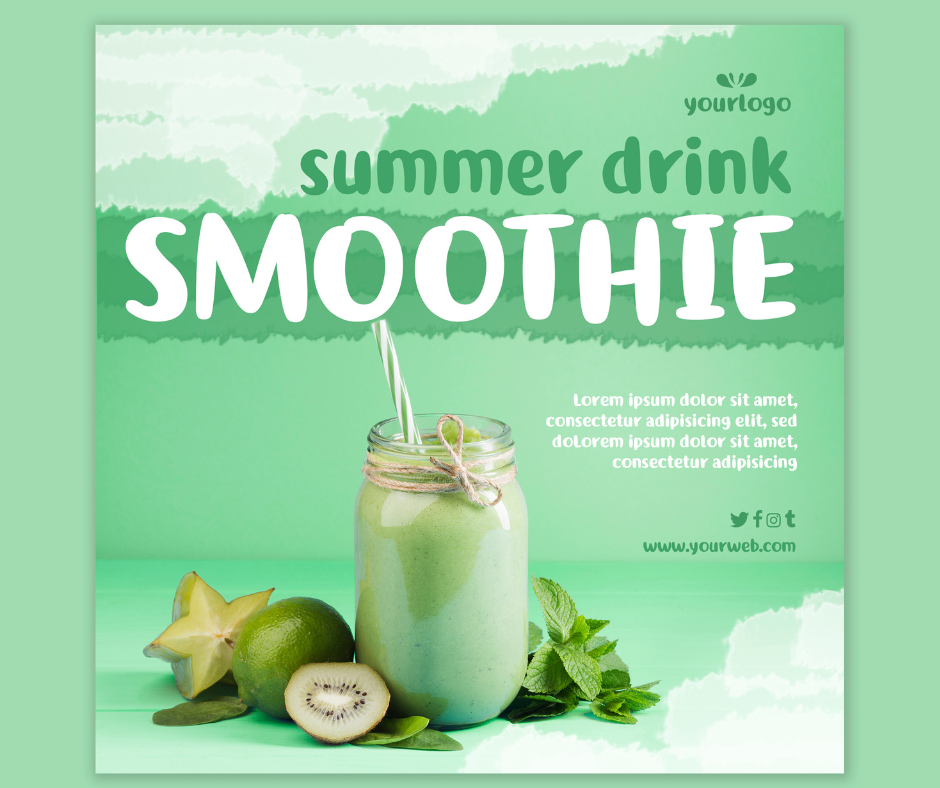 yourlogo
summer drink
SMOOTHIE
Lorem ipsum dolor sit amet,
consectetur adipisicing elit, sed
doLorem ipsum dolor sit amet,
consectetur adipisicing
www.yourweb.com